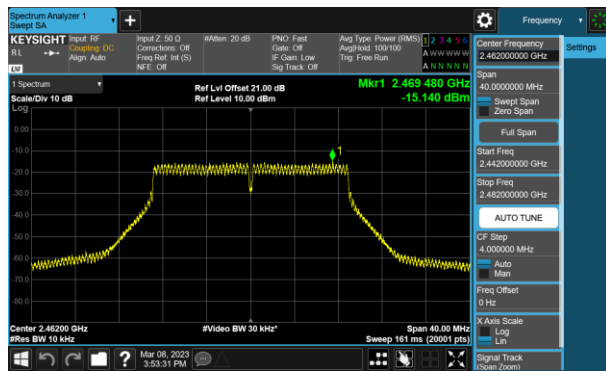 Spectrum Analyzer 1
Swept SA
+
Frequency
KEYSIGHT
RL
LNI
Input: RF
Coupling: DC
Align: Auto
Input Z: 50 Ω
Corrections: Off
Freq Ref: Int (S)
NFE: Off
#Atten: 20 dB
PNO: Fast
Gate: Off
IF Gain: Low
Sig Track: Off
Avg Type: Power (RMS)
Avg|Hold: 100/100
Trig: Free Run
1 2 3 4 5 6
A W W W W W
A N N N N N
Center Frequency
2.462000000 GHz
Settings
Span
40.0000000 MHz
Swept Span
Zero Span
Full Span
Start Freq
2.442000000 GHz
Stop Freq
2.482000000 GHz
AUTO TUNE
CF Step
4.000000 MHz
Auto
Man
Freq Offset
0 Hz
X Axis Scale
Log
Lin
Signal Track
(Span Zoom)
1 Spectrum
Scale/Div 10 dB
Log
Ref Lvl Offset 21.00 dB
Ref Level 10.00 dBm
Mkr1 2.469 480 GHz
-15.140 dBm
1
0.00
-10.0
-20.0
-30.0
-40.0
-50.0
-60.0
-70.0
-80.0
Center 2.46200 GHz
#Res BW 10 kHz
#Video BW 30 kHz*
Span 40.00 MHz
Sweep 161 ms (20001 pts)
?
Mar 08, 2023
3:53:31 PM